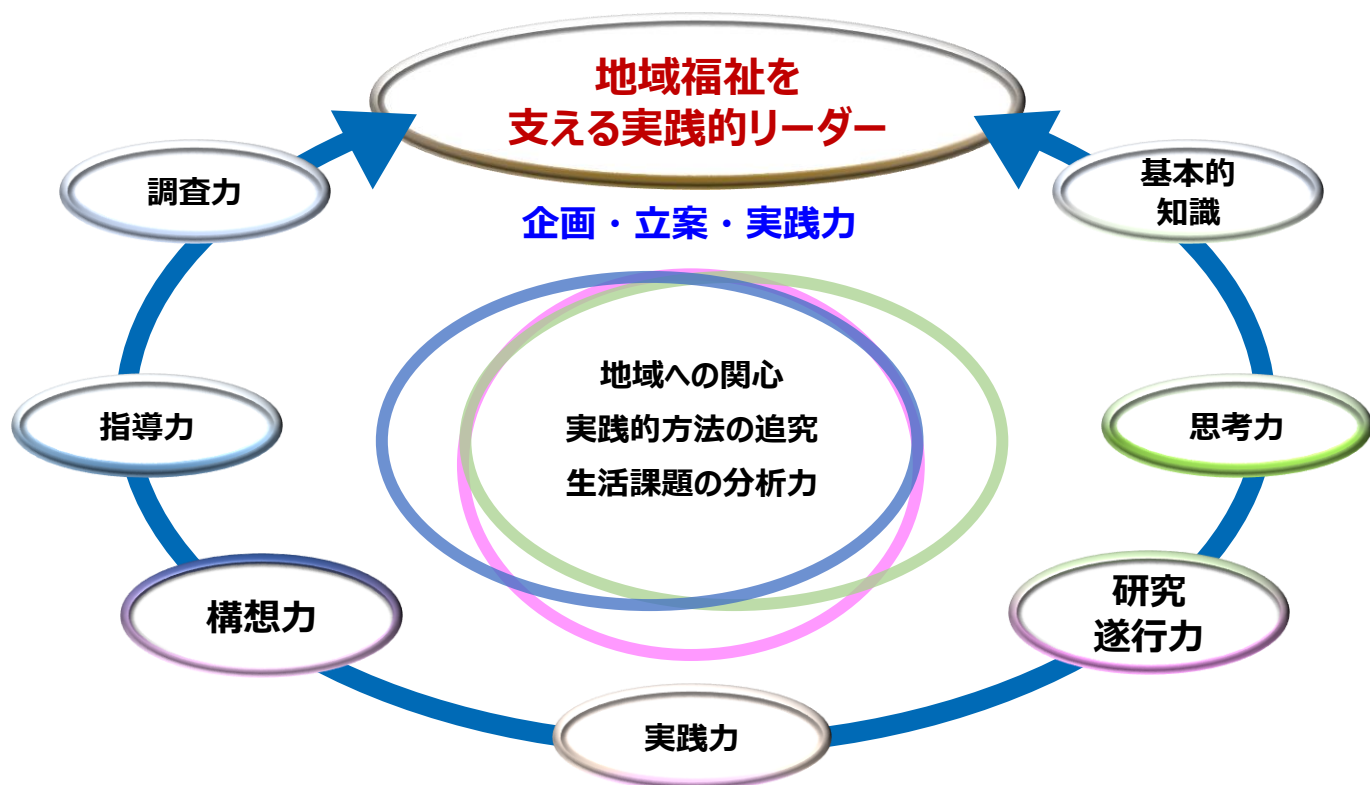 地域福祉を
支える実践的リーダー
調査力
基本的
知識
企画・立案・実践力
地域への関心
実践的方法の追究
生活課題の分析力
指導力
思考力
構想力
研究
遂行力
実践力